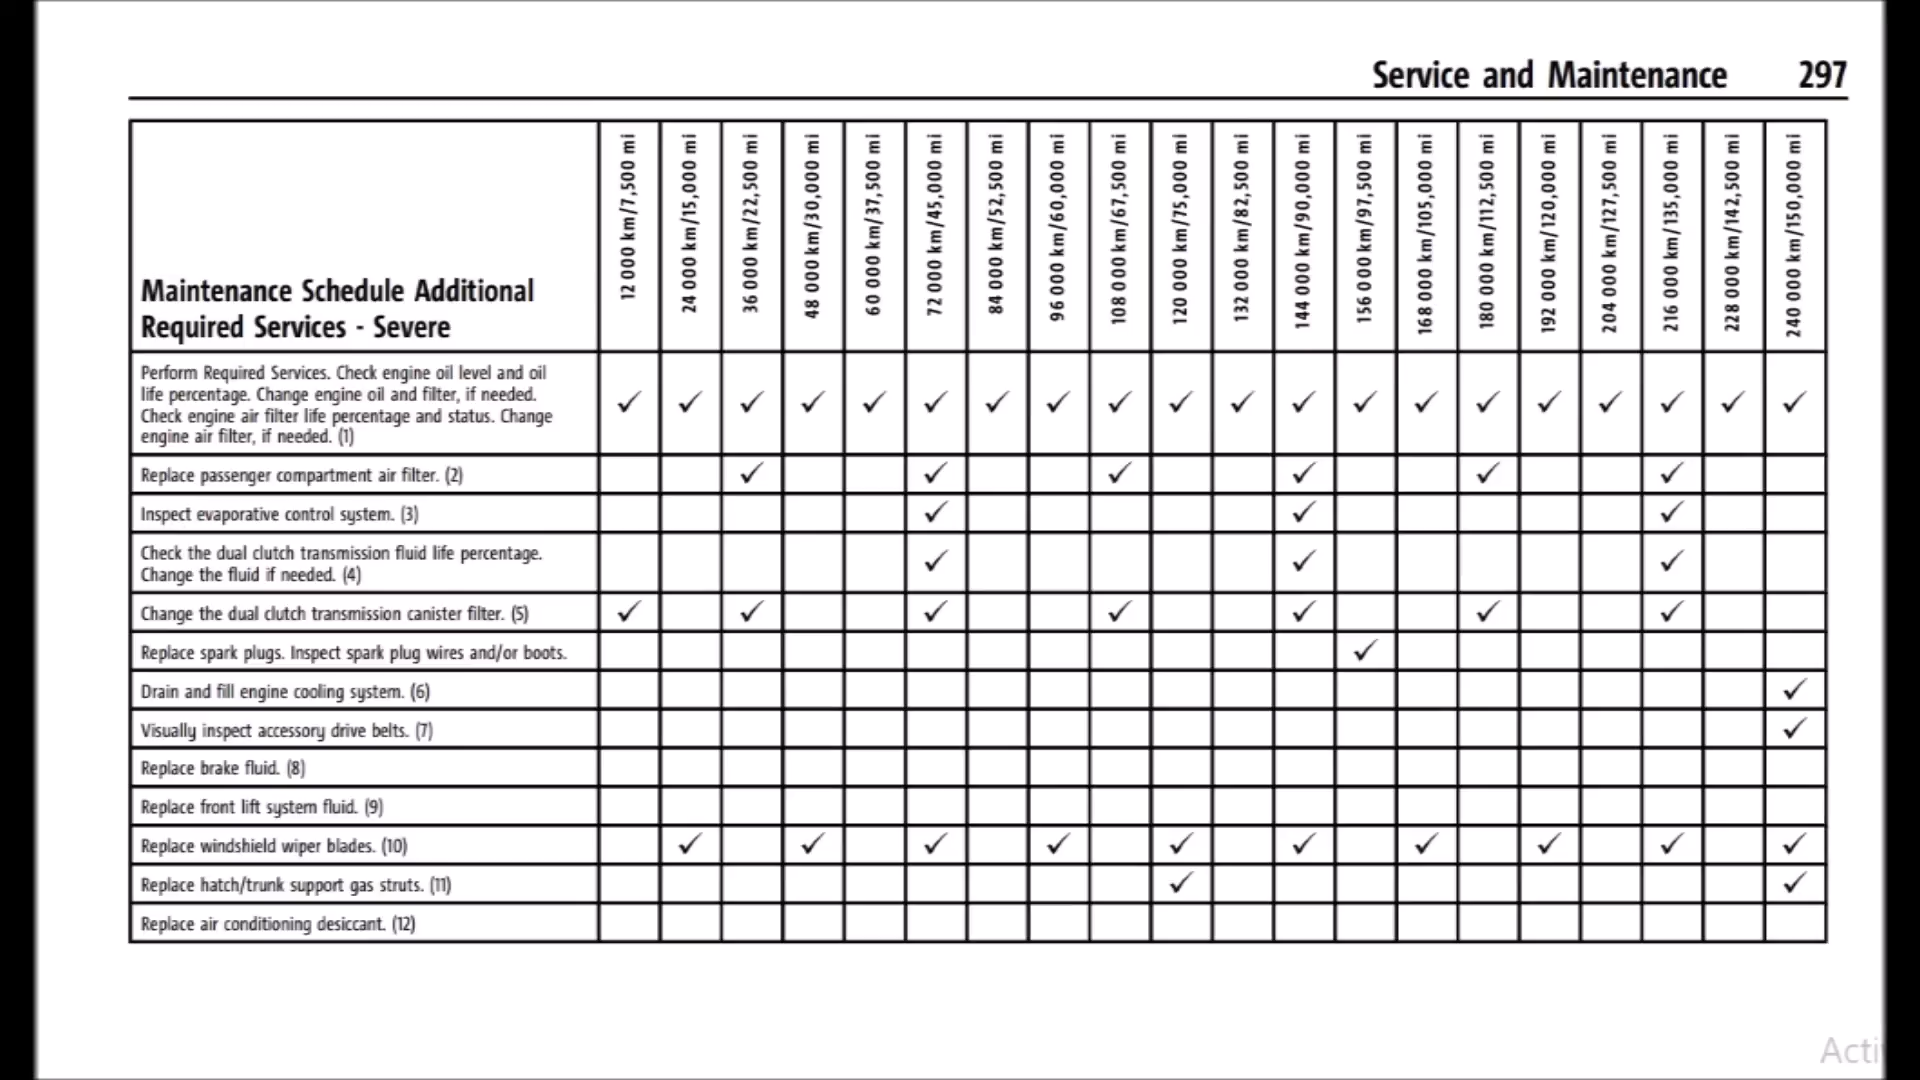 Service and Maintenance 297
Maintenance Schedule Additional
Required Services - Severe
12 000 km/7,500 mi
24 000 km/15,000 mi
36 000 km/22,500 mi
48 000 km/30,000 mi
60 000 km/37,500 mi
72 000 km/45,000 mi
84 000 km/52,500 mi
96 000 km/60,000 mi
108 000 km/67,500 mi
120 000 km/75,000 mi
132 000 km/82,500 mi
144 000 km/90,000 mi
156 000 km/97,500 mi
168 000 km/105,000 mi
180 000 km/112,500 mi
192 000 km/120,000 mi
204 000 km/127,500 mi
216 000 km/135,000 mi
228 000 km/142,500 mi
240 000 km/150,000 mi
Perform Required Services. Check engine oil level and oil
life percentage. Change engine oil and filter, if needed.
Check engine air filter life percentage and status. Change
engine air filter, if needed. (1)
✓ ✓ ✓ ✓ ✓ ✓ ✓ ✓ ✓ ✓ ✓ ✓ ✓ ✓ ✓ ✓ ✓ ✓ ✓ ✓
Replace passenger compartment air filter. (2) ✓ ✓ ✓ ✓ ✓ ✓
Inspect evaporative control system. (3) ✓ ✓ ✓
Check the dual clutch transmission fluid life percentage.
Change the fluid if needed. (4) ✓ ✓ ✓
Change the dual clutch transmission canister filter. (5) ✓ ✓ ✓ ✓ ✓ ✓ ✓
Replace spark plugs. Inspect spark plug wires and/or boots. ✓
Drain and fill engine cooling system. (6) ✓
Visually inspect accessory drive belts. (7) ✓
Replace brake fluid. (8)
Replace front lift system fluid. (9)
Replace windshield wiper blades. (10) ✓ ✓ ✓ ✓ ✓ ✓ ✓ ✓ ✓ ✓
Replace hatch/trunk support gas struts. (11) ✓ ✓
Replace air conditioning desiccant. (12)
Acti